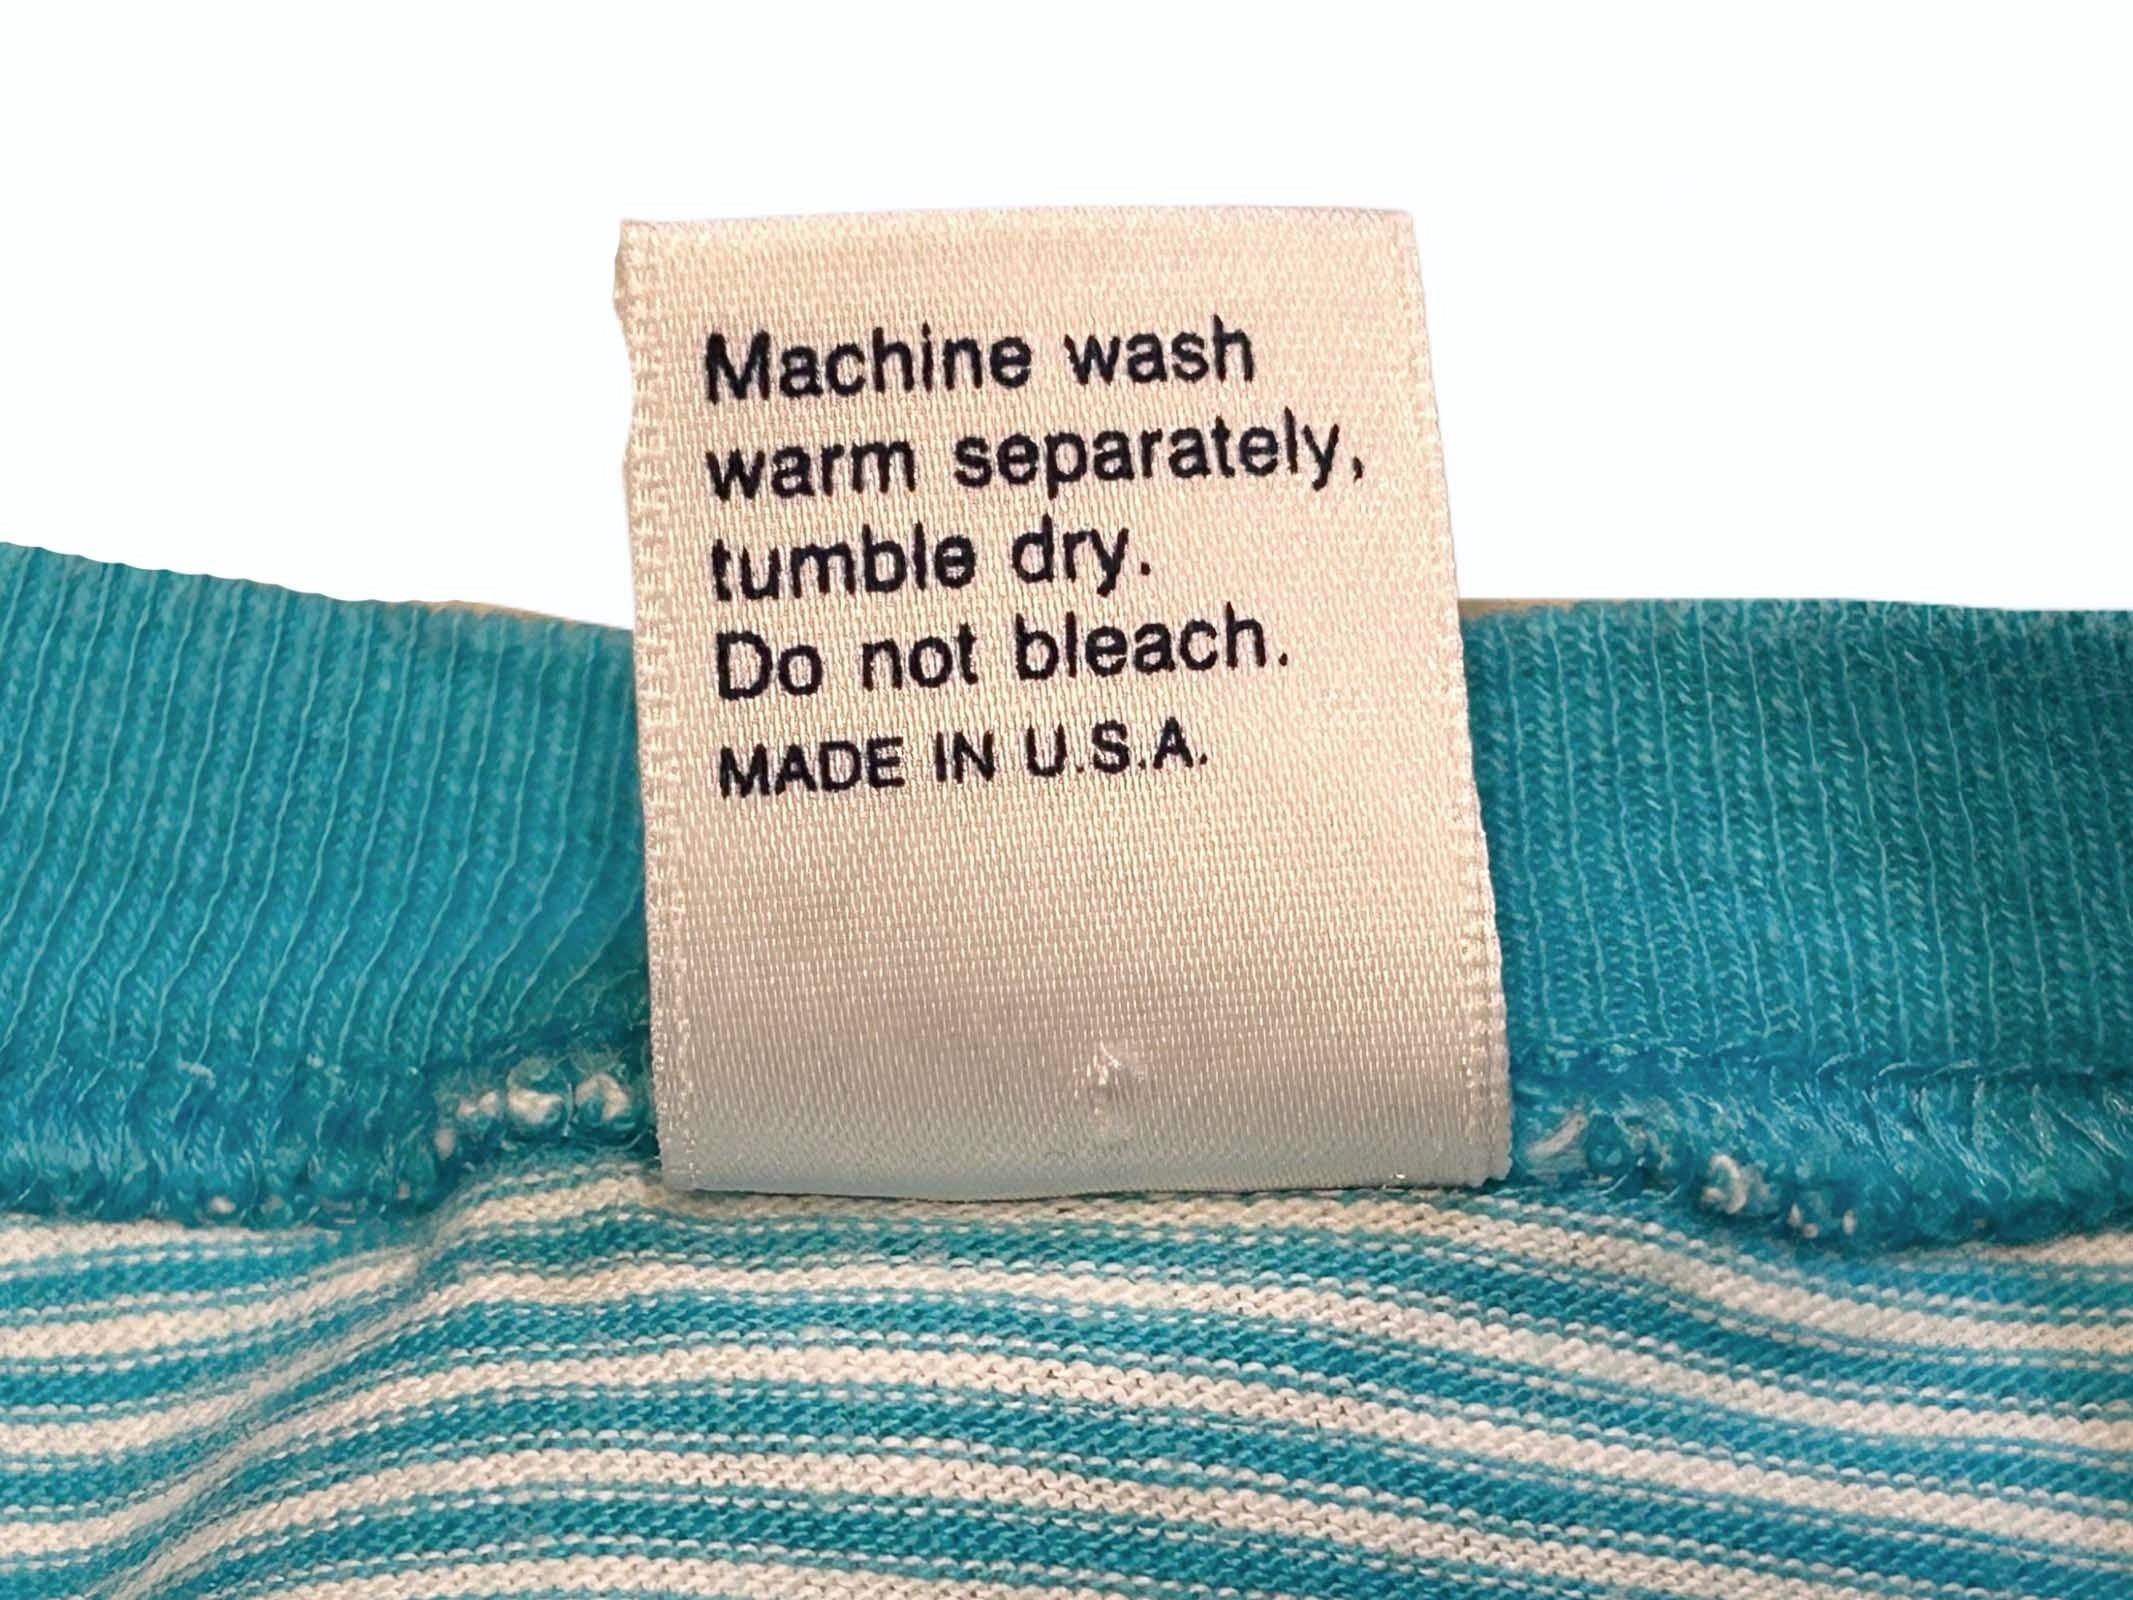 Machine wash
warm separately,
tumble dry.
Do not bleach.
MADE IN U.S.A.